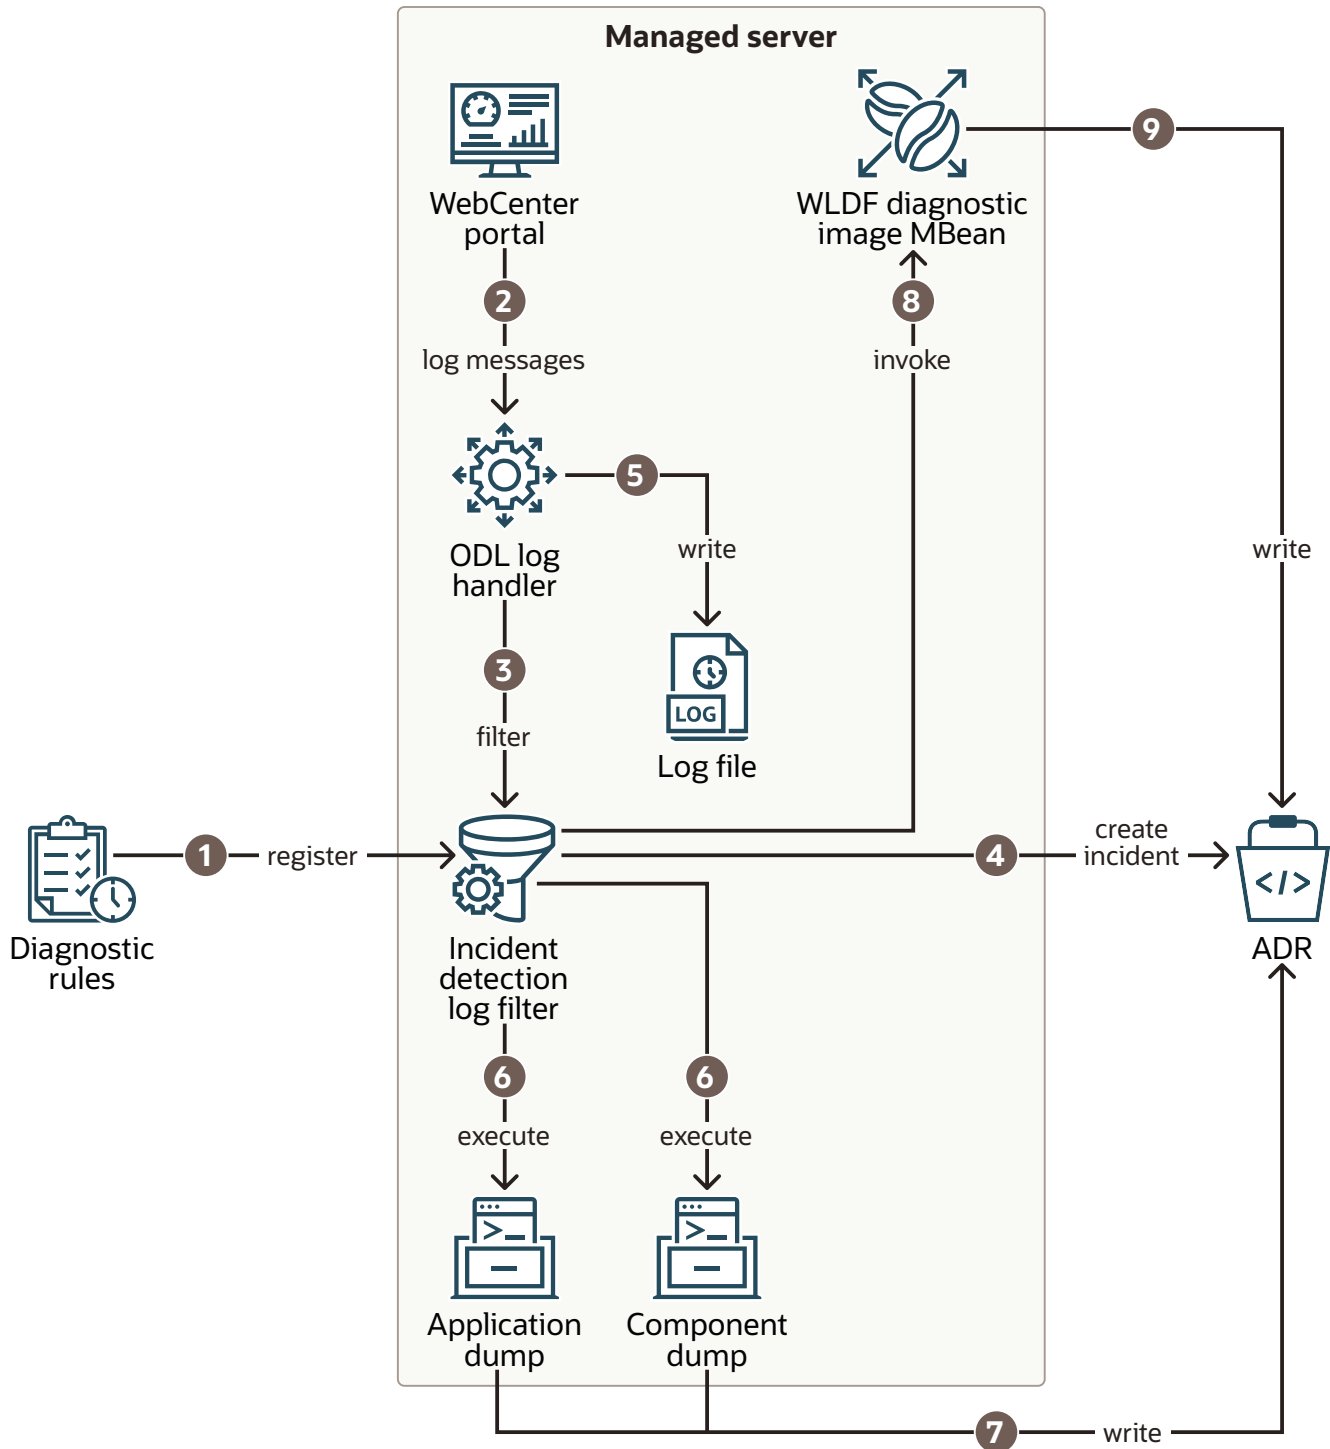 Managed server
WebCenter
portal
WLDF diagnostic
image MBean
9
2
8
log messages
invoke
5
ODL log
handler
write
write
3
LOG
filter
Log file
1
register
4
create
incident
</>
Diagnostic
rules
Incident
detection
log filter
ADR
6
6
execute
execute
>_
>_
Application
dump
Component
dump
7
write